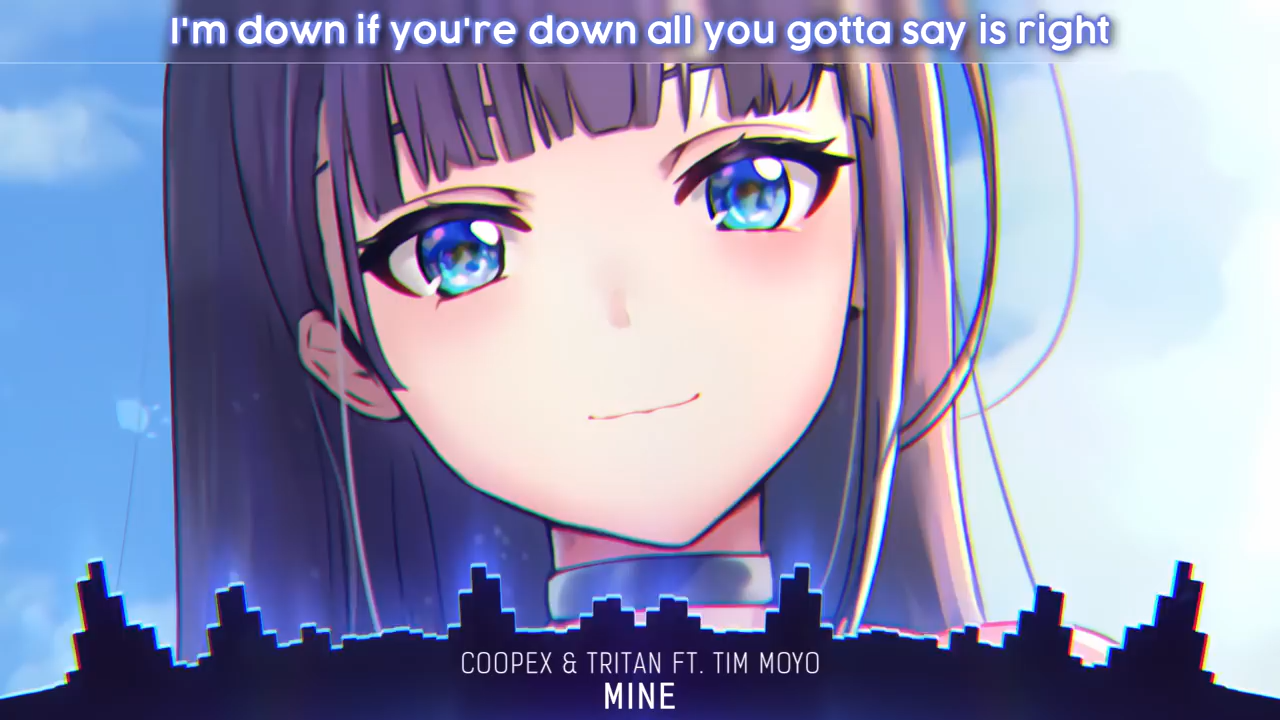 I'm down if you're down all you gotta say is right
COOPEX & TRITAN FT. TIM MOYO
MINE